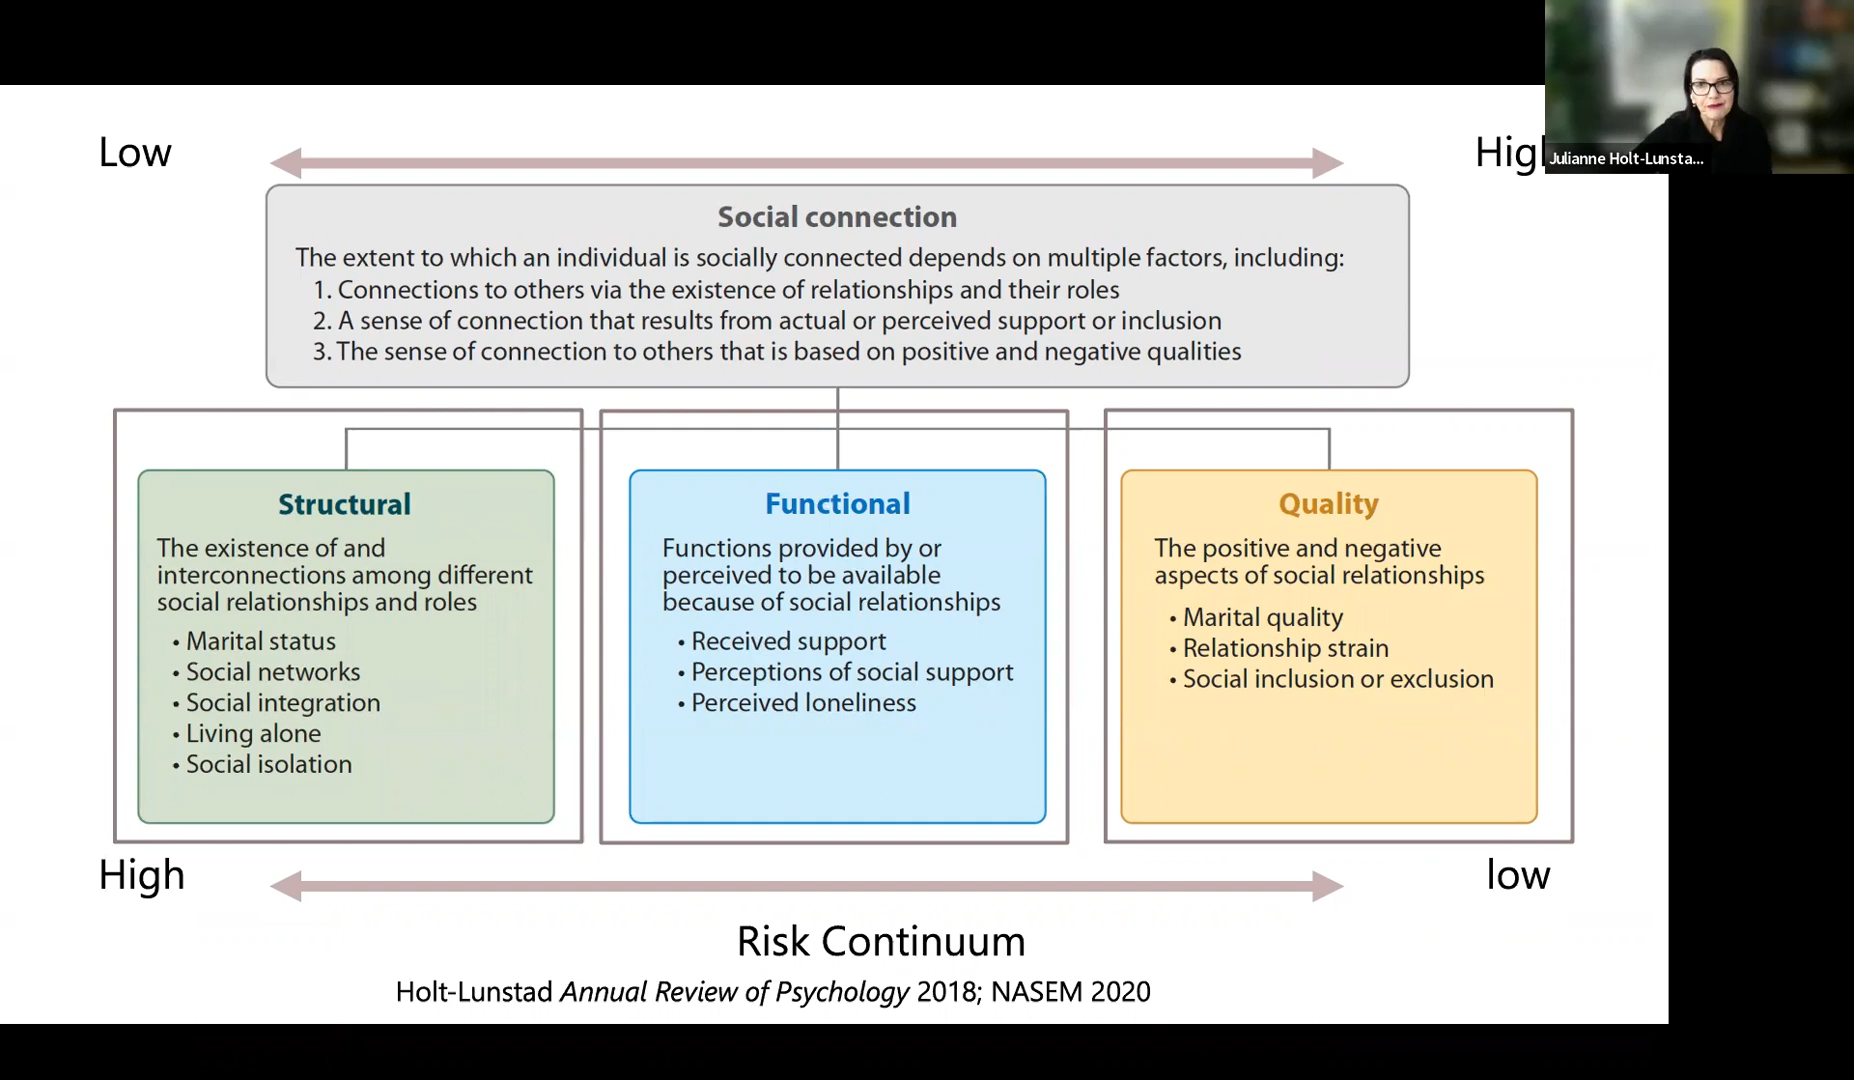 Low
High
Julianne Holt-Lunsta...
Social connection
The extent to which an individual is socially connected depends on multiple factors, including:
1. Connections to others via the existence of relationships and their roles
2. A sense of connection that results from actual or perceived support or inclusion
3. The sense of connection to others that is based on positive and negative qualities
Structural
The existence of and
interconnections among different
social relationships and roles
• Marital status
• Social networks
• Social integration
• Living alone
• Social isolation
Functional
Functions provided by or
perceived to be available
because of social relationships
• Received support
• Perceptions of social support
• Perceived loneliness
Quality
The positive and negative
aspects of social relationships
• Marital quality
• Relationship strain
• Social inclusion or exclusion
High
low
Risk Continuum
Holt-Lunstad Annual Review of Psychology 2018; NASEM 2020